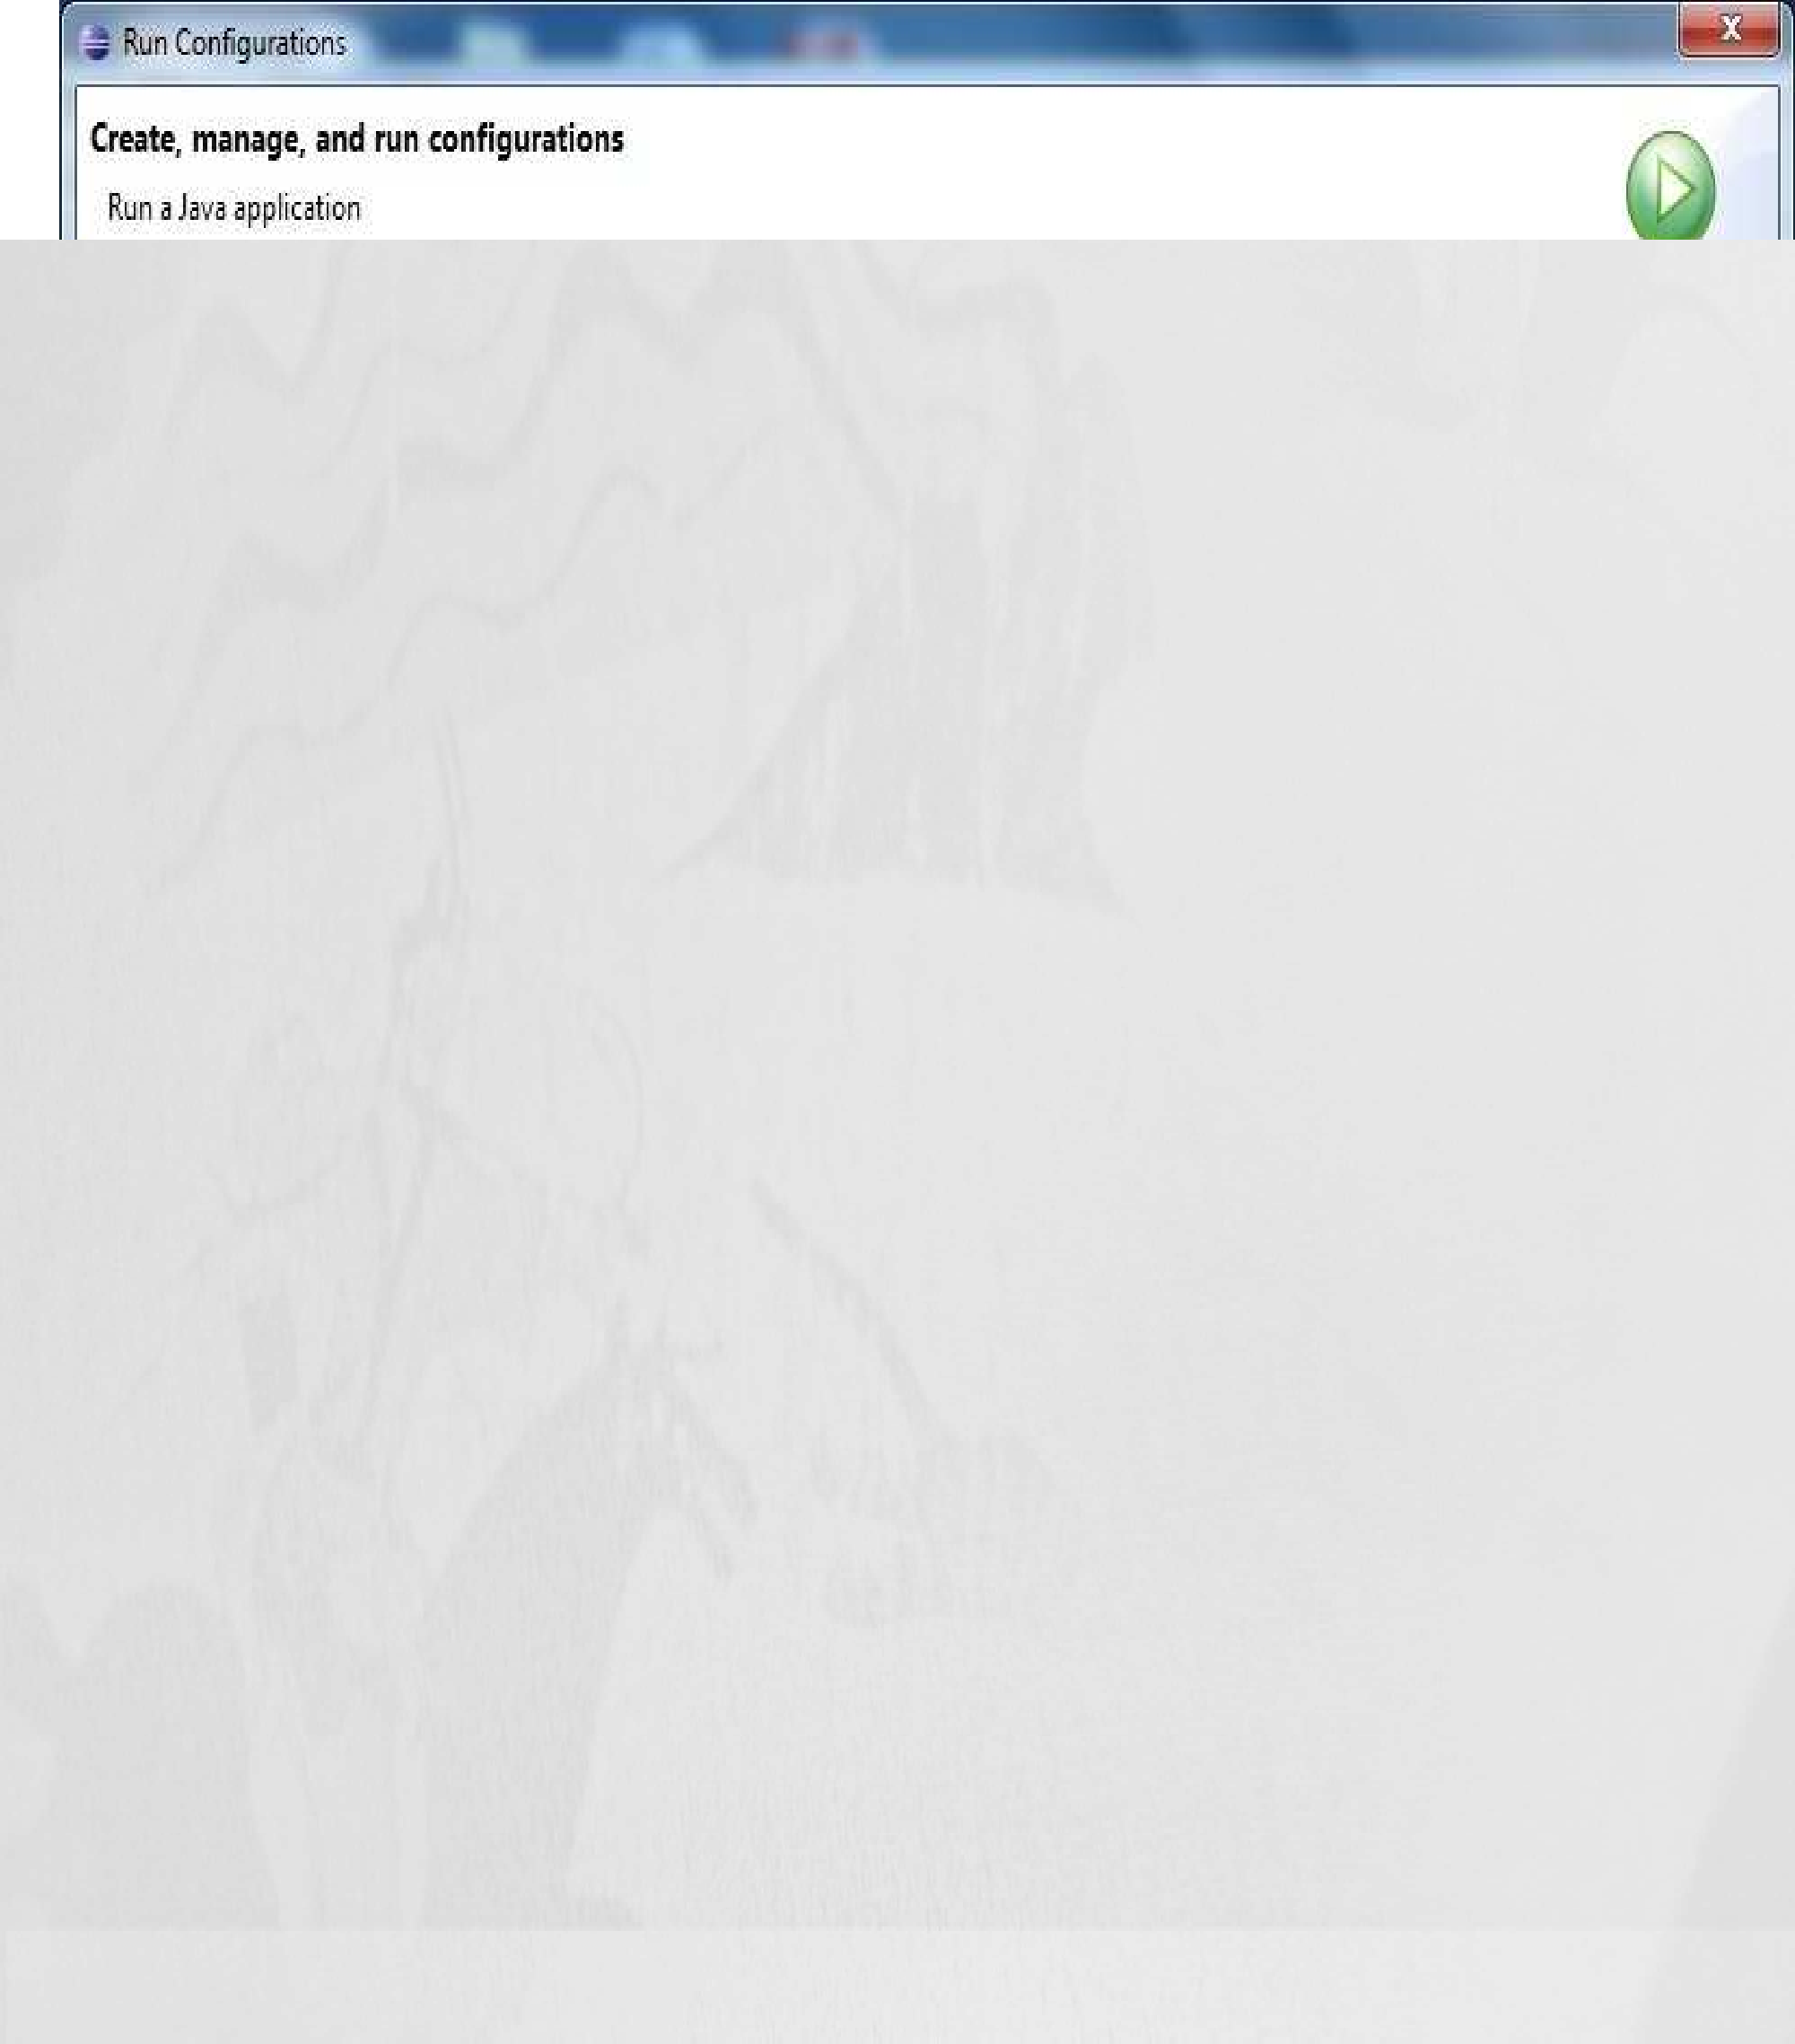 Run Configurations
Create, manage, and run configurations
Run a Java application